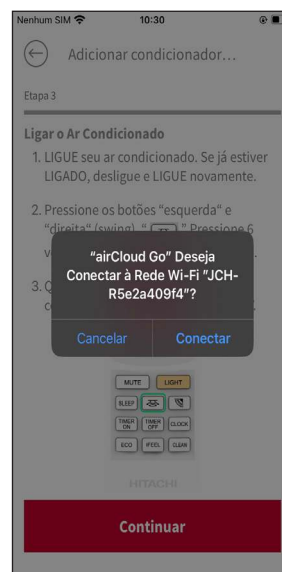 Nenhum SIM 10:30
Adicionar condicionador...
Etapa 3
Ligar o Ar Condicionado
1. LIGUE seu ar condicionado. Se já estiver
LIGADO, desligue e LIGUE novamente.
2. Pressione os botões "esquerda" e
"direita" (swing). " " Pressione 6
"airCloud Go" Deseja
Conectar à Rede Wi-Fi "JCH-
R5e2a409f4"?
3. Q
Cancelar Conectar
MUTE LIGHT
SLEEP
TIMER ON TIMER OFF CLOCK
ECO IFEEL CLEAN
HITACHI
Continuar